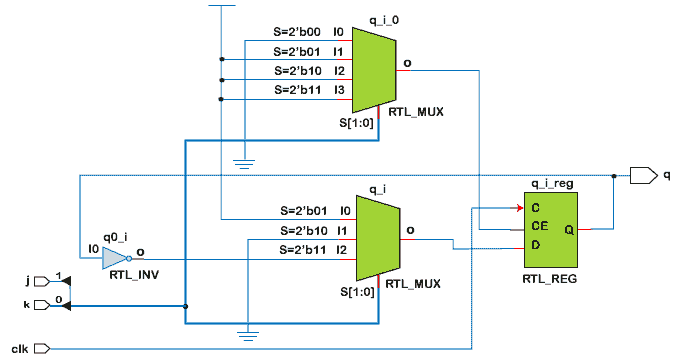 q_i_0
S=2'b00 I0
S=2'b01 I1
S=2'b10 I2
S=2'b11 I3
O
RTL_MUX
S[1:0]
q_i
S=2'b01 I0
S=2'b10 I1
S=2'b11 I2
O
RTL_MUX
S[1:0]
q_i_reg
C
CE
D
Q
RTL_REG
q
q0_i
I0
O
RTL_INV
j 1
k 0
clk